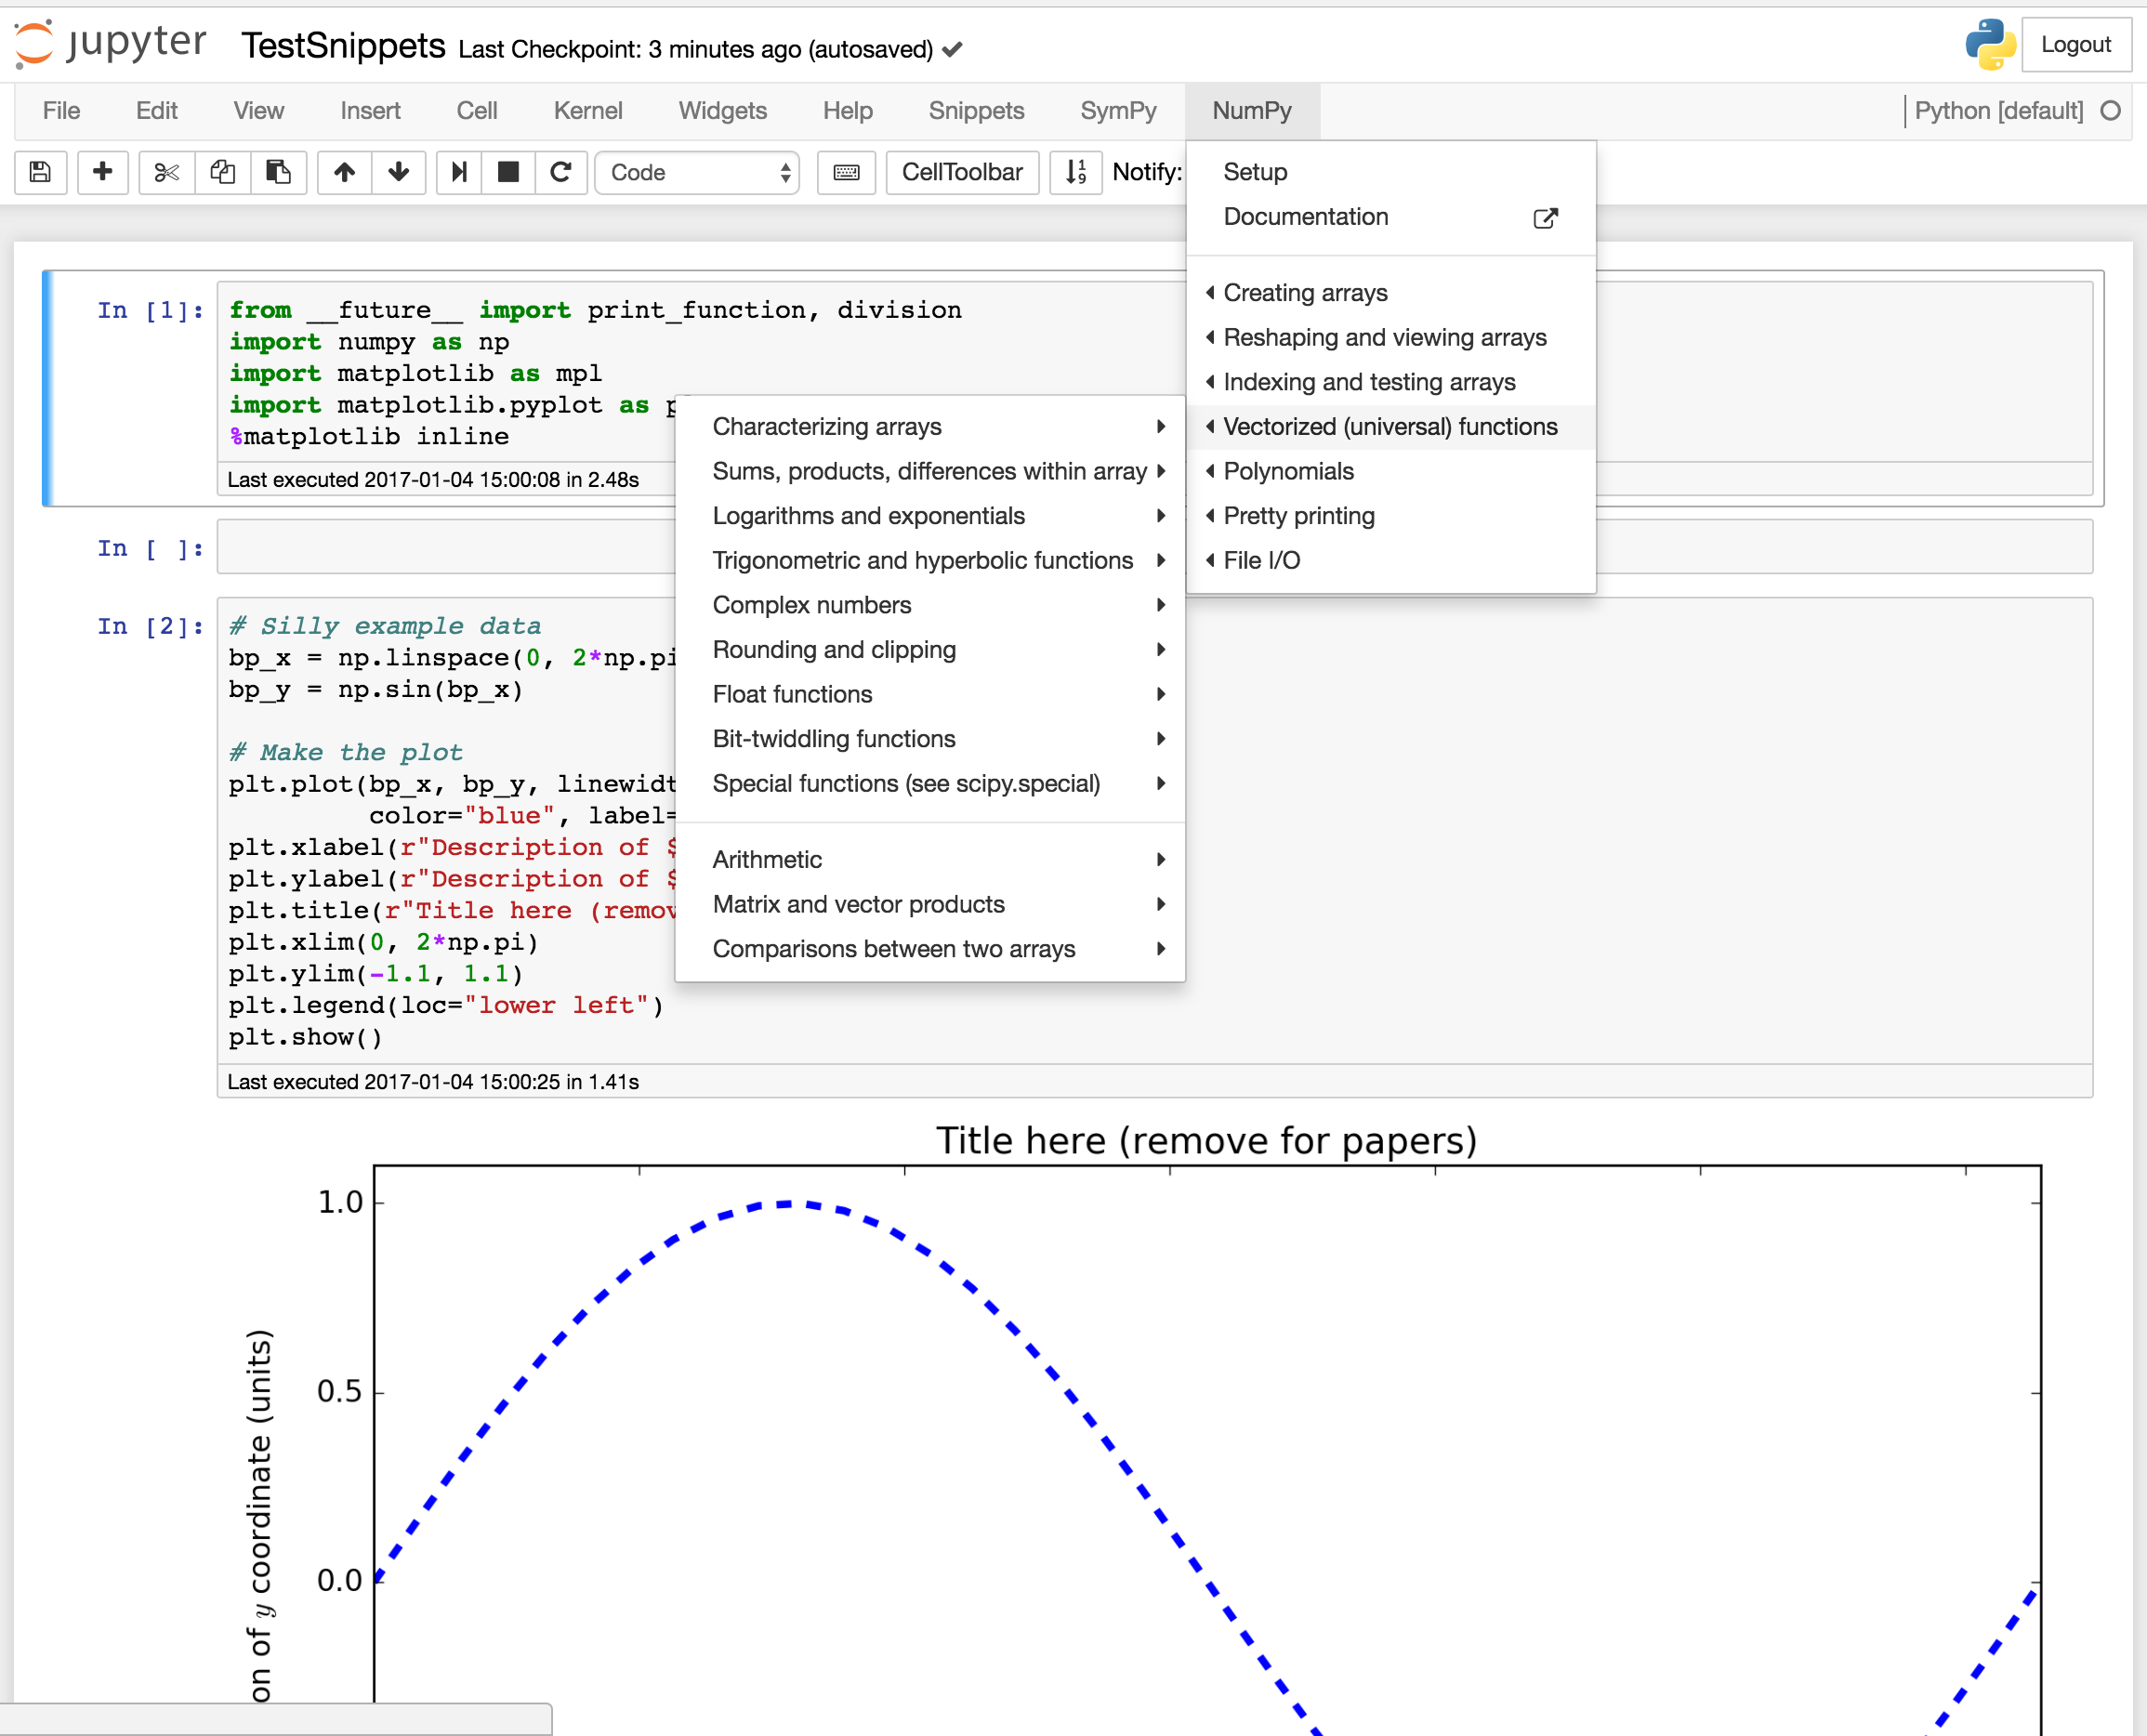 jupyter TestSnippets Last Checkpoint: 3 minutes ago (autosaved) Logout
File Edit View Insert Cell Kernel Widgets Help Snippets SymPy NumPy Python [default]
Code CellToolbar Notify:
Setup
Documentation
Creating arrays
Reshaping and viewing arrays
Indexing and testing arrays
Vectorized (universal) functions
Polynomials
Pretty printing
File I/O
Characterizing arrays
Sums, products, differences within array
Logarithms and exponentials
Trigonometric and hyperbolic functions
Complex numbers
Rounding and clipping
Float functions
Bit-twiddling functions
Special functions (see scipy.special)
Arithmetic
Matrix and vector products
Comparisons between two arrays
In [1]:
from __future__ import print_function, division
import numpy as np
import matplotlib as mpl
import matplotlib.pyplot as
%matplotlib inline
Last executed 2017-01-04 15:00:08 in 2.48s
In [ ]:
In [2]:
# Silly example data
bp_x = np.linspace(0, 2*np.pi
bp_y = np.sin(bp_x)
# Make the plot
plt.plot(bp_x, bp_y, linewidt
color="blue", label=
plt.xlabel(r"Description of $
plt.ylabel(r"Description of $
plt.title(r"Title here (remov
plt.xlim(0, 2*np.pi)
plt.ylim(-1.1, 1.1)
plt.legend(loc="lower left")
plt.show()
Last executed 2017-01-04 15:00:25 in 1.41s
Title here (remove for papers)
1.0
0.5
0.0
on of y coordinate (units)